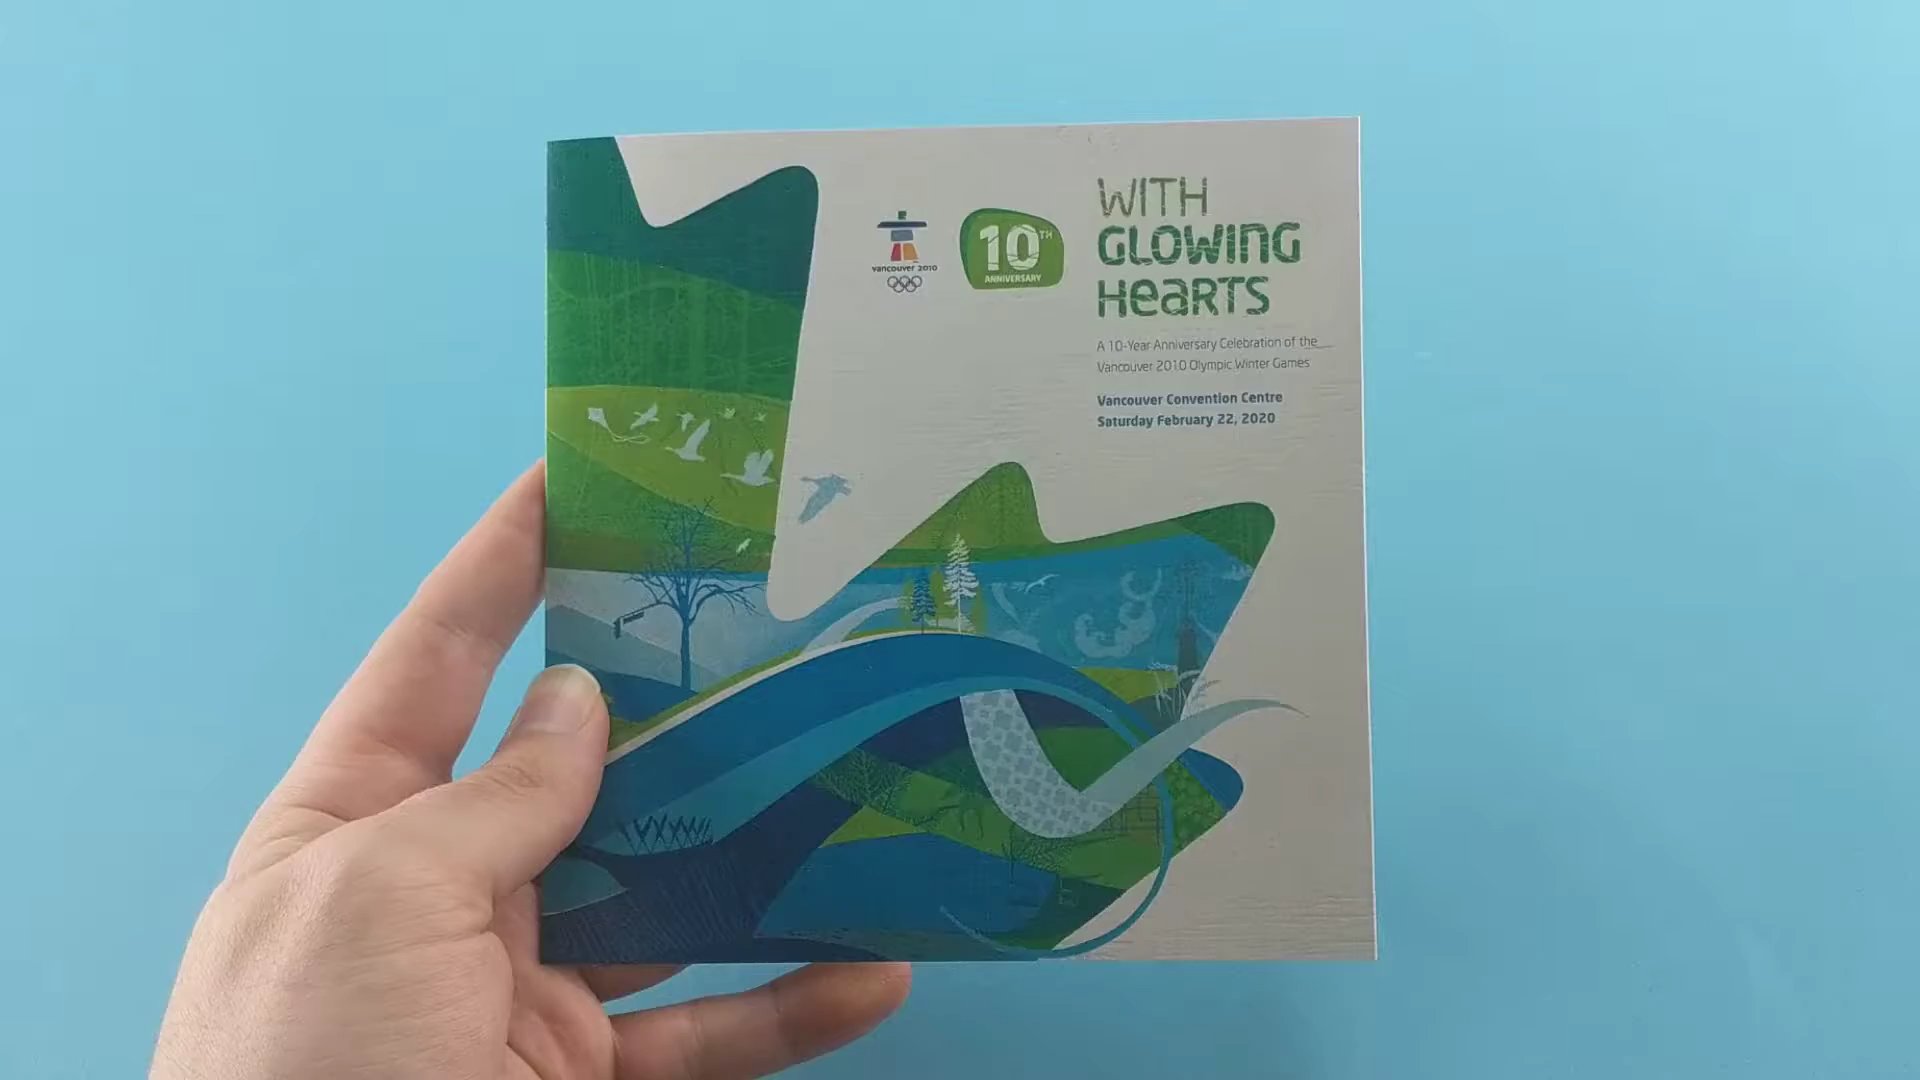 vancouver 2010
10TH
ANNIVERSARY
WITH
GLOWING
HeARTS
A 10-Year Anniversary Celebration of the
Vancouver 2010 Olympic Winter Games
Vancouver Convention Centre
Saturday February 22, 2020